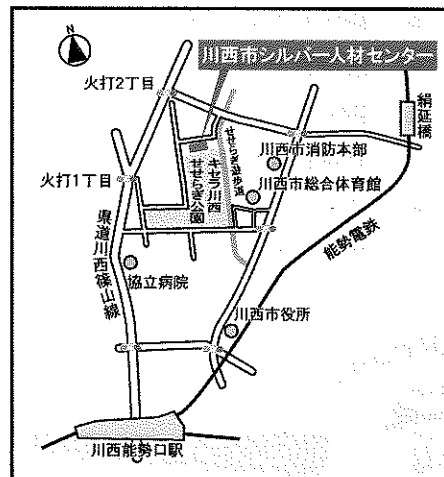 N
川西市シルバー人材センター
火打2丁目
絹延橋
川西市消防本部
せせらぎ遊歩道
キセラ川西
せせらぎ公園
川西市総合体育館
火打1丁目
県道川西篠山線
能勢電鉄
協立病院
川西市役所
川西能勢口駅